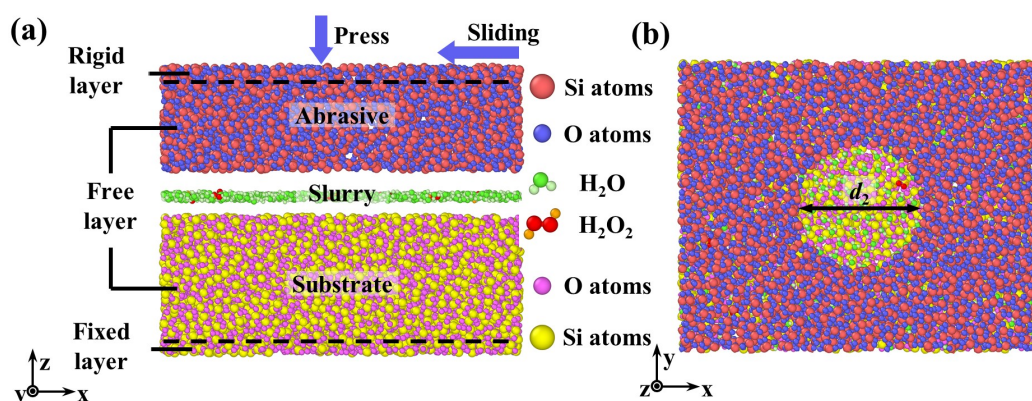 (a)
Press
Sliding
Rigid
layer
Abrasive
Free
layer
Slurry
Substrate
Fixed
layer
z
y
x
Si atoms
O atoms
H₂O
H₂O₂
O atoms
Si atoms
(b)
d₂
y
z
x